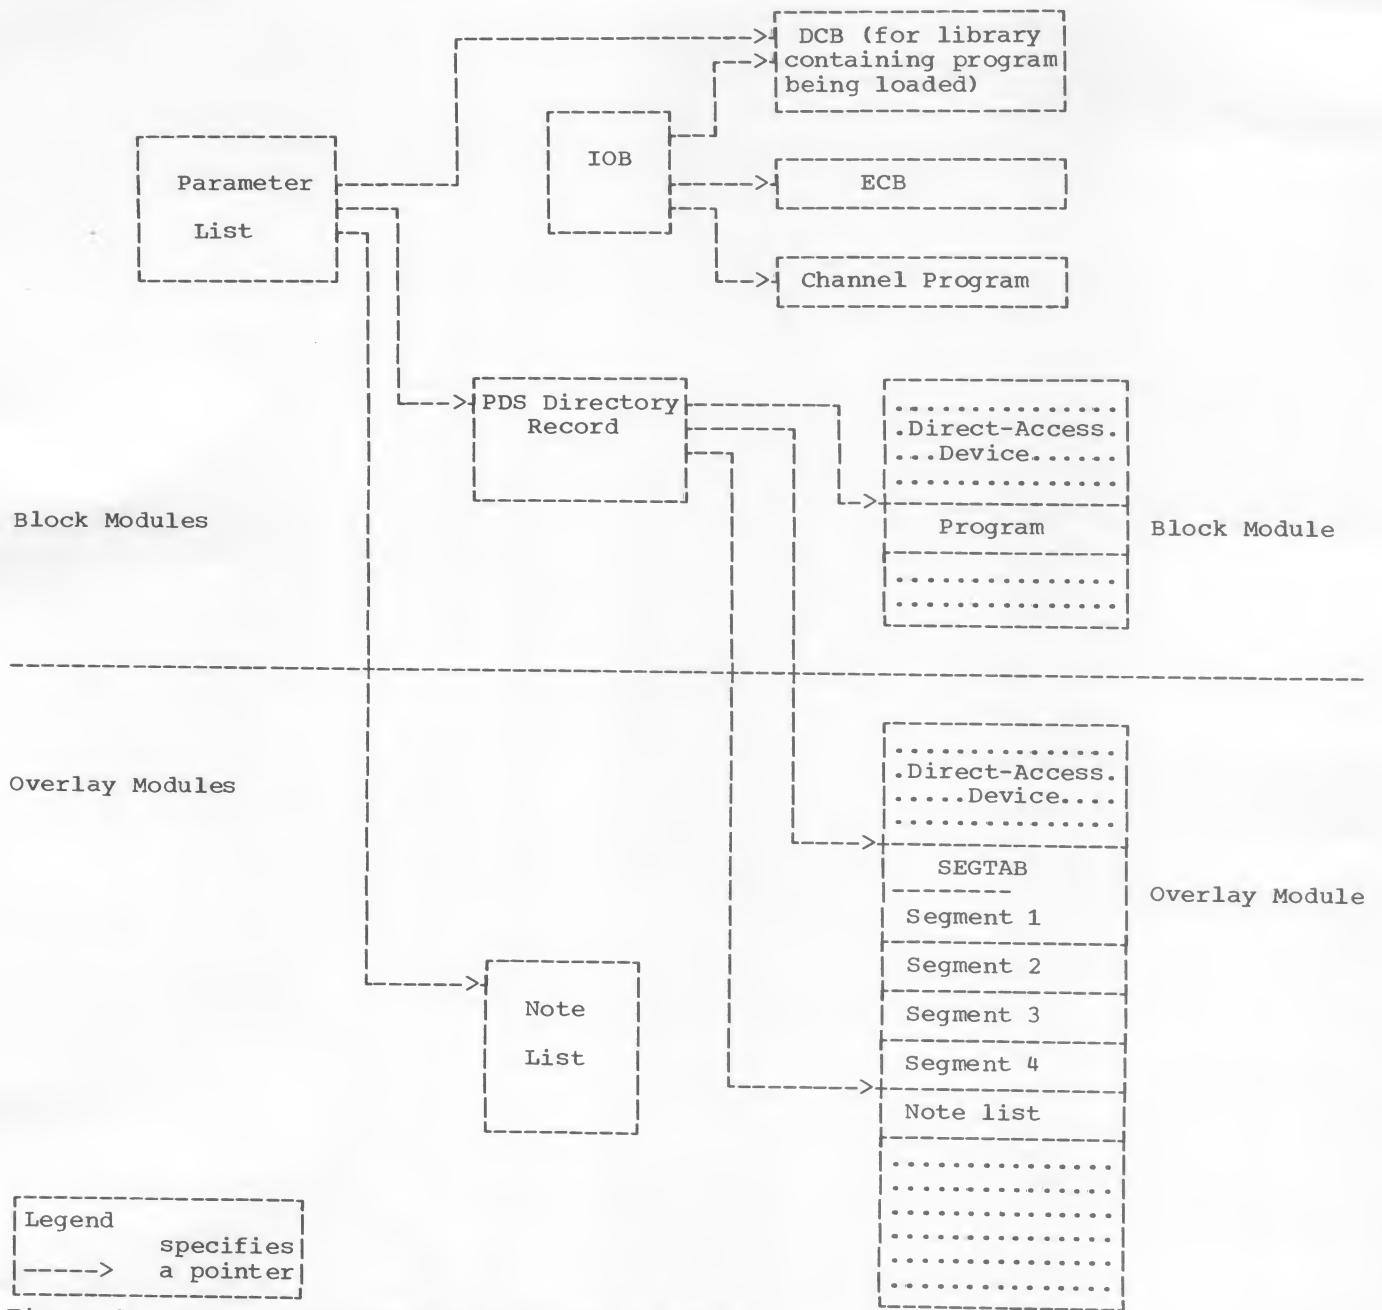 DCB (for library
containing program
being loaded)
IOB
Parameter
List
ECB
Channel Program
PDS Directory
Record
.Direct-Access.
...Device......
Block Modules
Program
Block Module
Overlay Modules
.Direct-Access.
.....Device....
SEGTAB
Overlay Module
Segment 1
Segment 2
Note
List
Segment 3
Segment 4
Note list
Legend
specifies
-----> a pointer